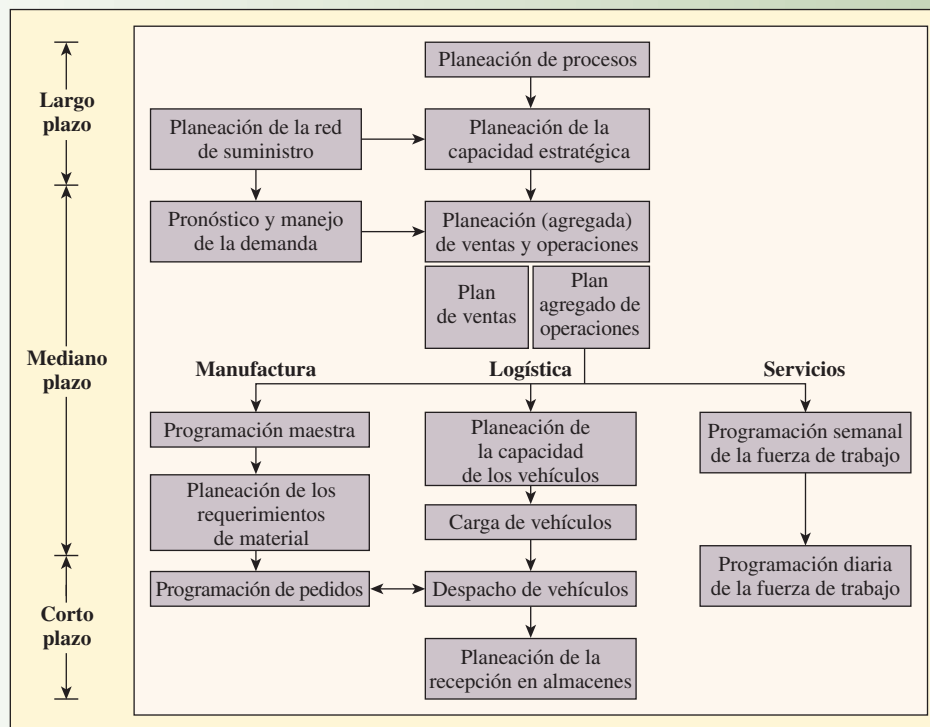 Planeación de procesos
Largo
plazo
Planeación de la red
de suministro
Planeación de la
capacidad estratégica
Pronóstico y manejo
de la demanda
Planeación (agregada)
de ventas y operaciones
Plan
de ventas
Plan
agregado de
operaciones
Mediano
plazo
Manufactura
Logística
Servicios
Programación maestra
Planeación de
la capacidad
de los vehículos
Programación semanal
de la fuerza de trabajo
Planeación de los
requerimientos
de material
Carga de vehículos
Programación de pedidos
Despacho de vehículos
Programación diaria
de la fuerza de trabajo
Corto
plazo
Planeación de la
recepción en almacenes